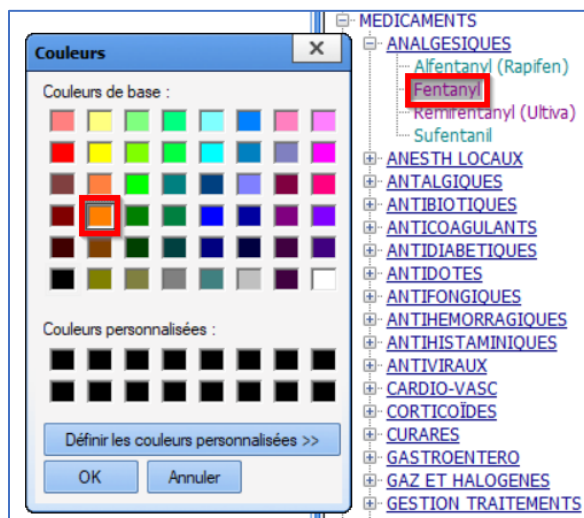 Couleurs
Couleurs de base :
Couleurs personnalisées :
Définir les couleurs personnalisées >>
OK
Annuler
MEDICAMENTS
ANALGESIQUES
Alfentanyl (Rapifen)
Fentanyl
Remifentanyl (Ultiva)
Sufentanil
ANESTH LOCAUX
ANTALGIQUES
ANTIBIOTIQUES
ANTICOAGULANTS
ANTIDIABETIQUES
ANTIDOTES
ANTIFONGIQUES
ANTIHEMORRAGIQUES
ANTIHISTAMINIQUES
ANTIVIRAUX
CARDIO-VASC
CORTICOÏDES
CURARES
GASTROENTERO
GAZ ET HALOGENES
GESTION TRAITEMENTS